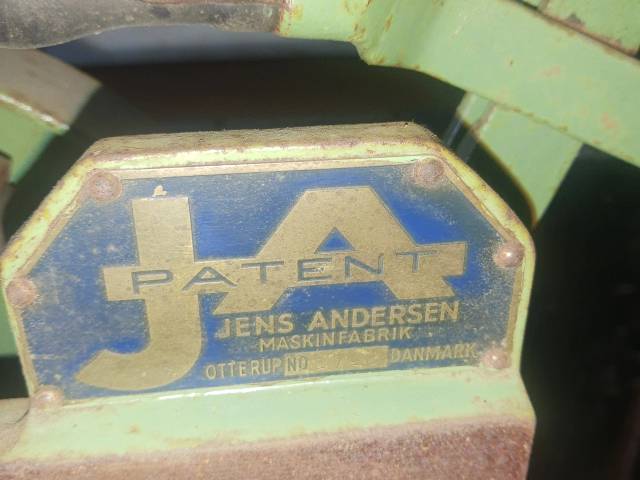 JA
PATENT
JENS ANDERSEN
MASKINFABRIK
OTTERUP NO DANMARK